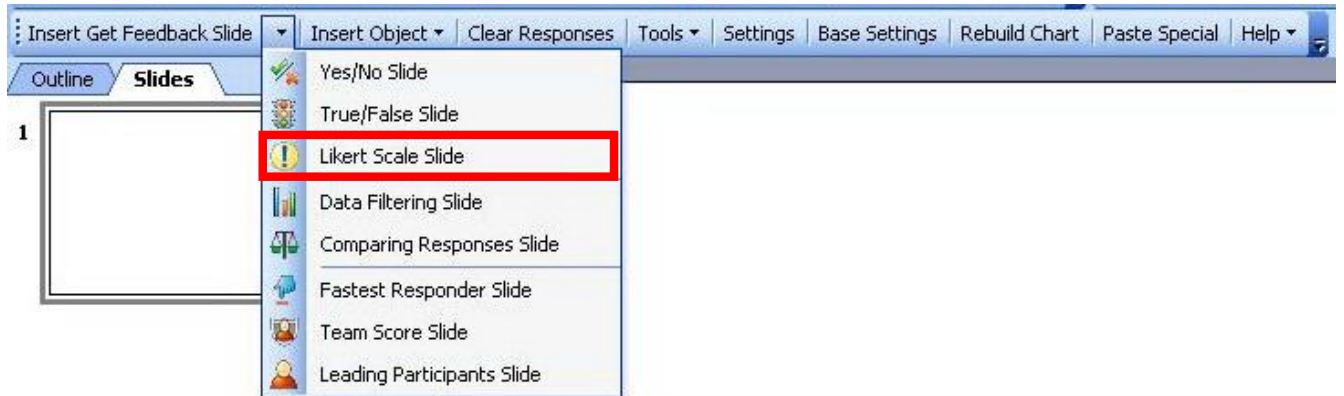 Insert Get Feedback Slide Insert Object Clear Responses Tools Settings Base Settings Rebuild Chart Paste Special Help
Outline Slides
1
Yes/No Slide
True/False Slide
Likert Scale Slide
Data Filtering Slide
Comparing Responses Slide
Fastest Responder Slide
Team Score Slide
Leading Participants Slide